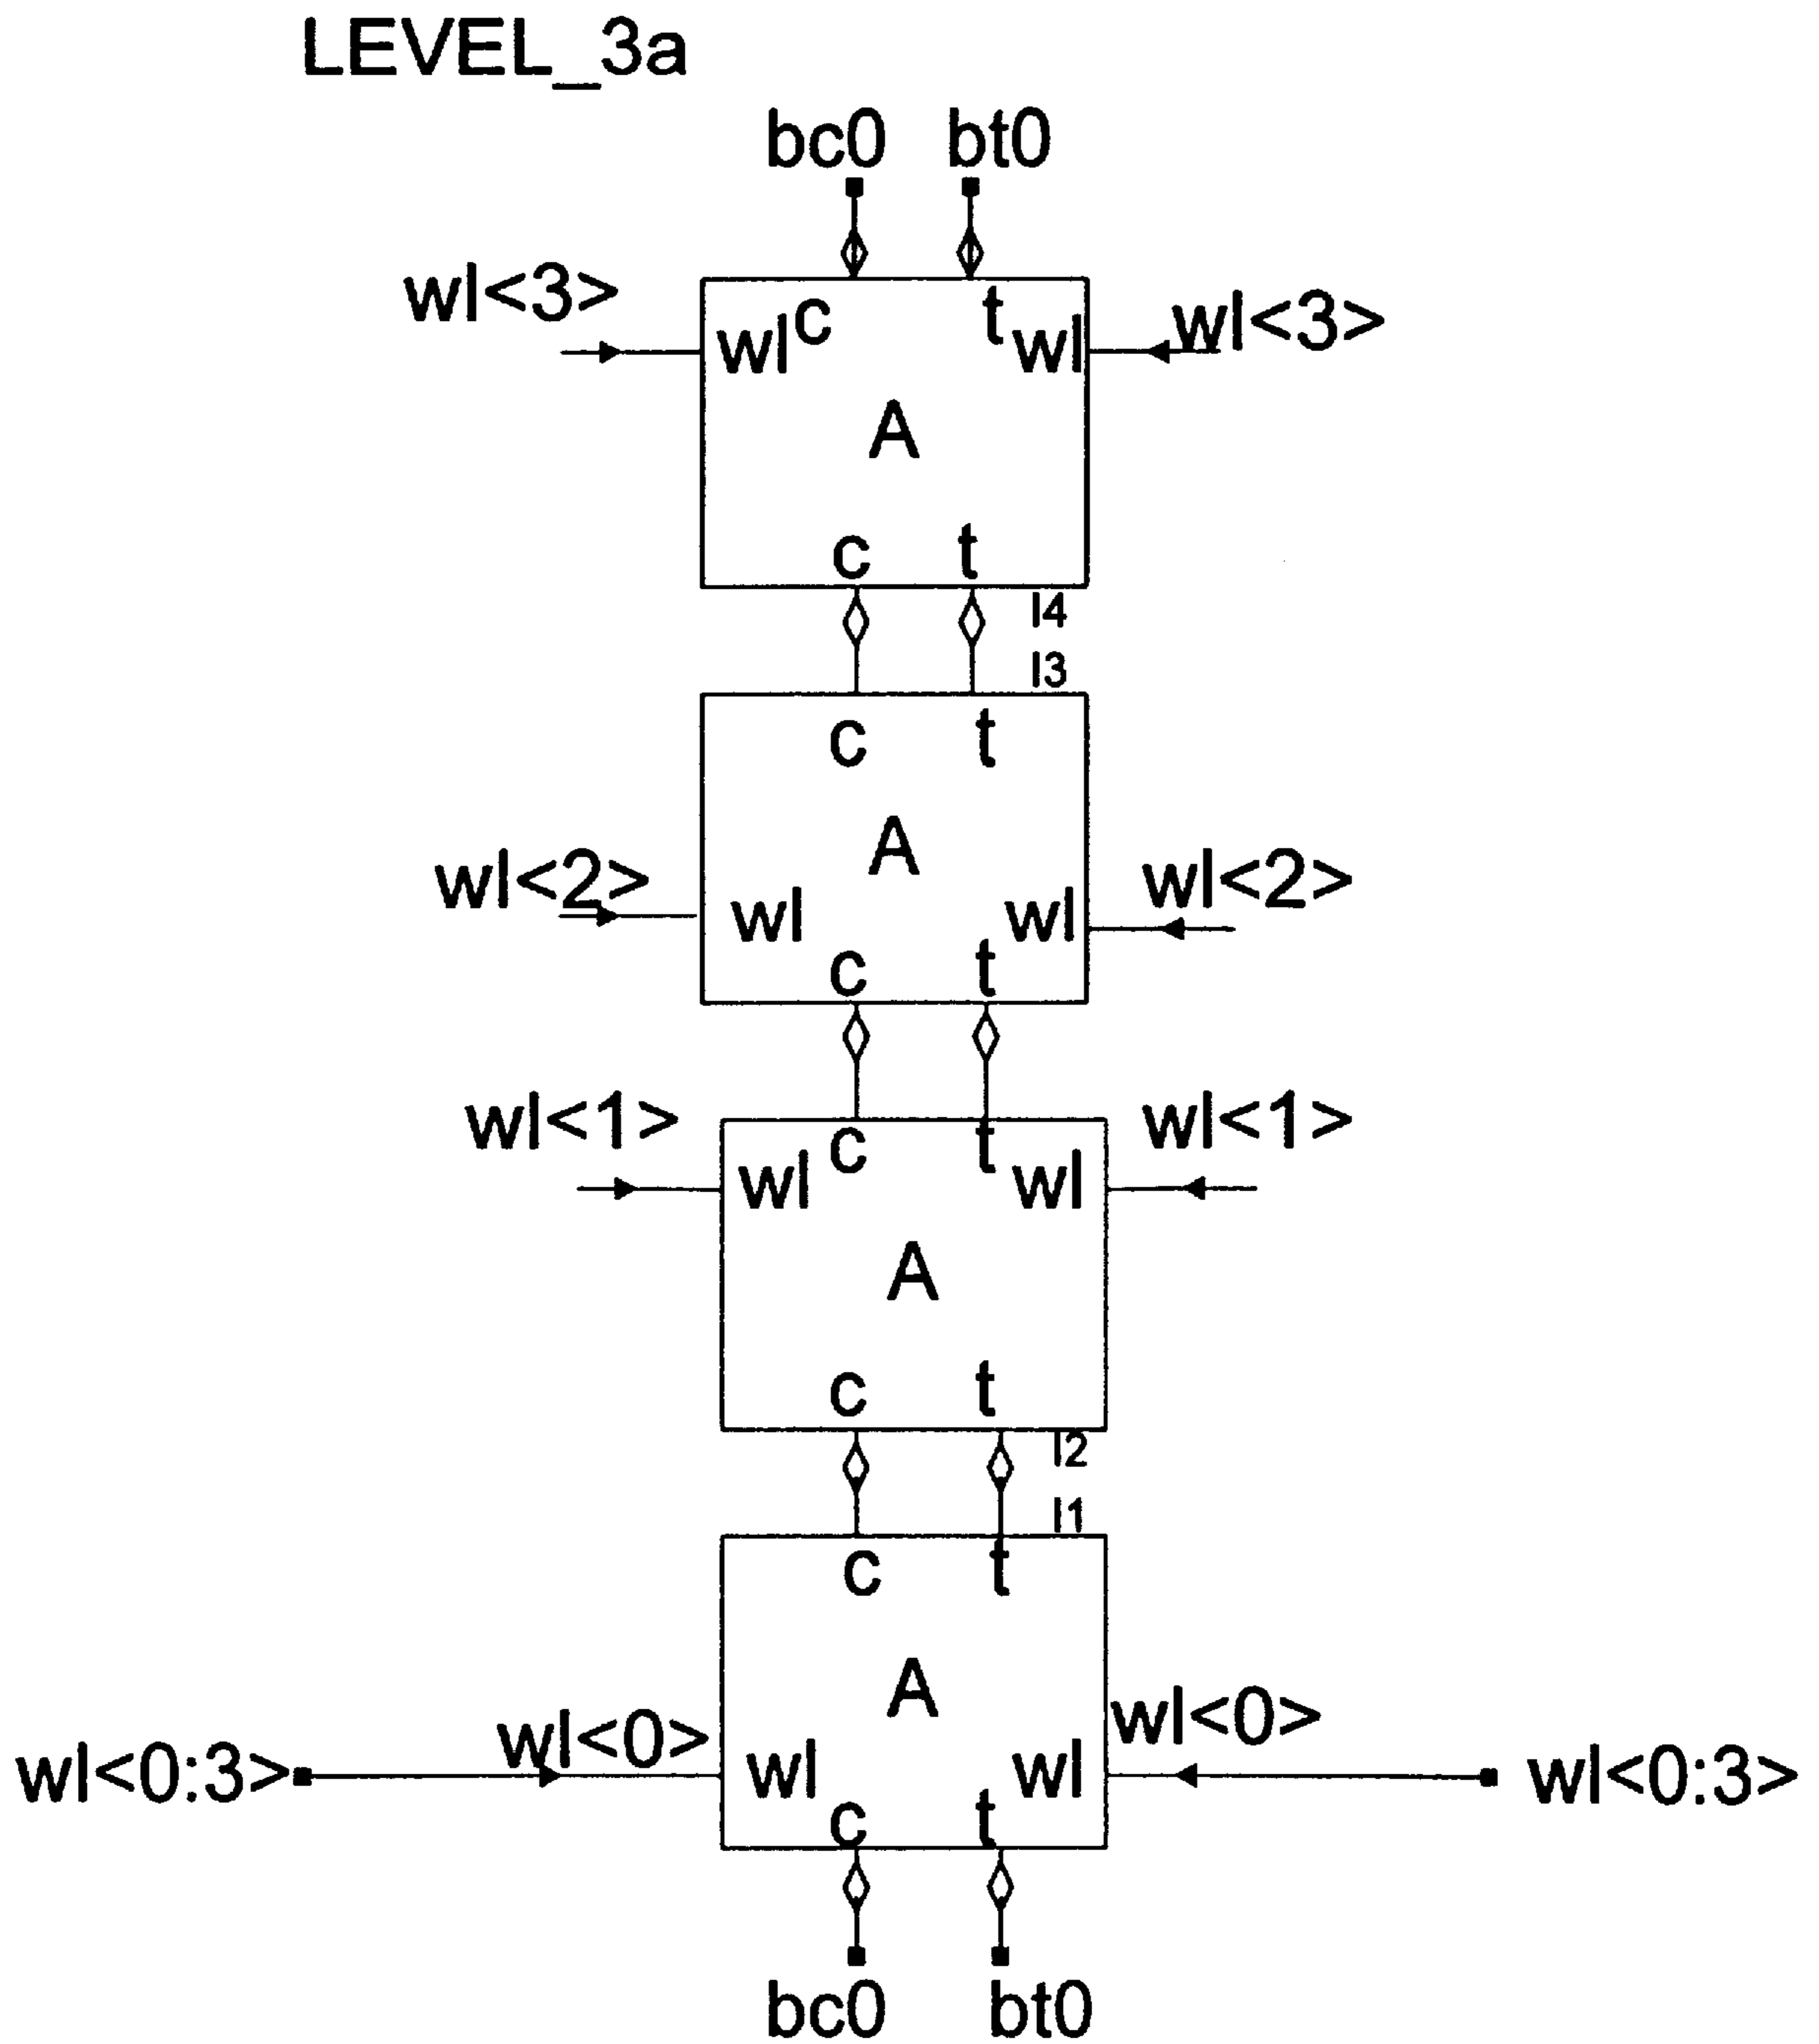 LEVEL_3a
bc0 bt0
wl<3> wl<3>
wl c t wl
A
c t
I4
I3
c t
A
wl<2> wl<2>
wl wl
c t
wl<1> wl<1>
c t
wl wl
A
c t
I2
I1
c t
A
wl<0> wl<0>
wl<0:3> wl wl wl<0:3>
c t
bc0 bt0